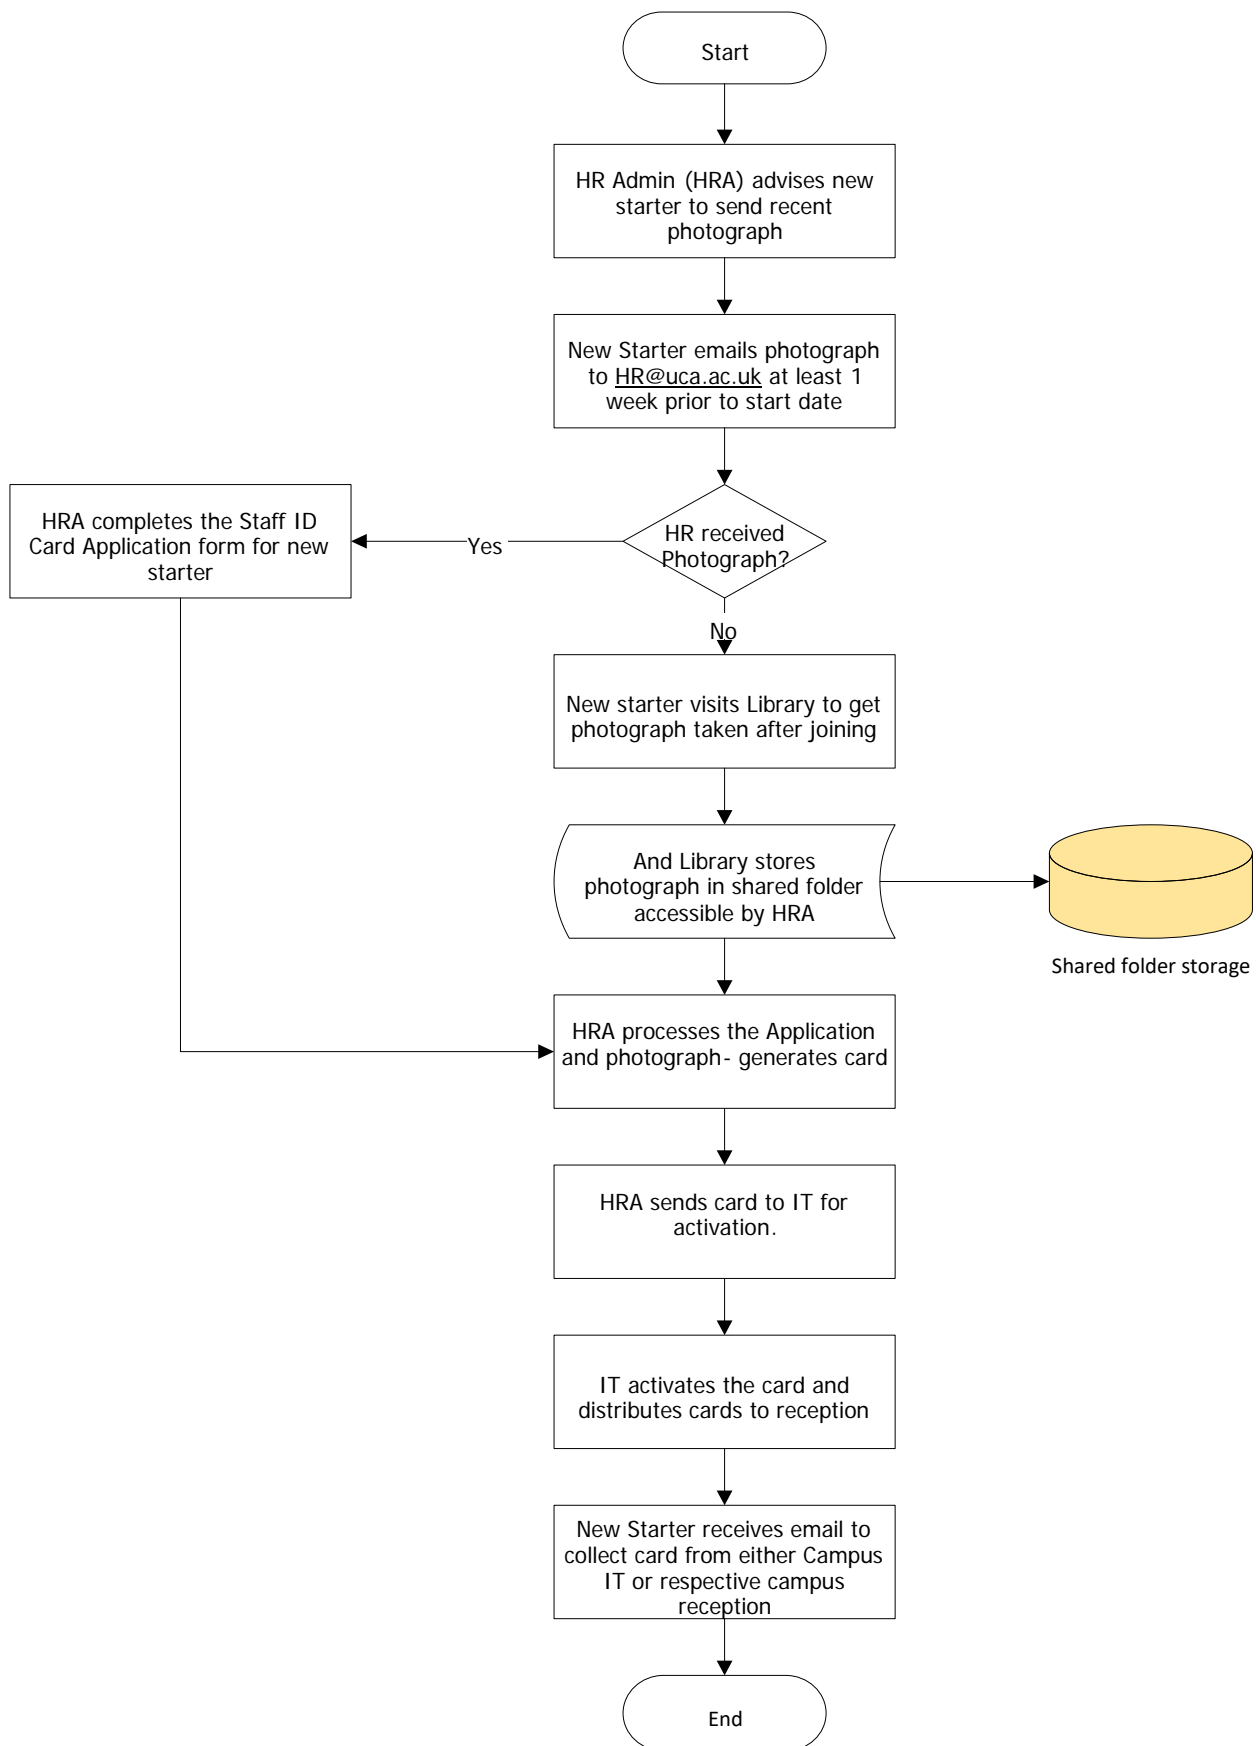 Start
HR Admin (HRA) advises new
starter to send recent
photograph
New Starter emails photograph
to HR@uca.ac.uk at least 1
week prior to start date
HR received
Photograph?
Yes
HRA completes the Staff ID
Card Application form for new
starter
No
New starter visits Library to get
photograph taken after joining
And Library stores
photograph in shared folder
accessible by HRA
Shared folder storage
HRA processes the Application
and photograph- generates card
HRA sends card to IT for
activation.
IT activates the card and
distributes cards to reception
New Starter receives email to
collect card from either Campus
IT or respective campus
reception
End